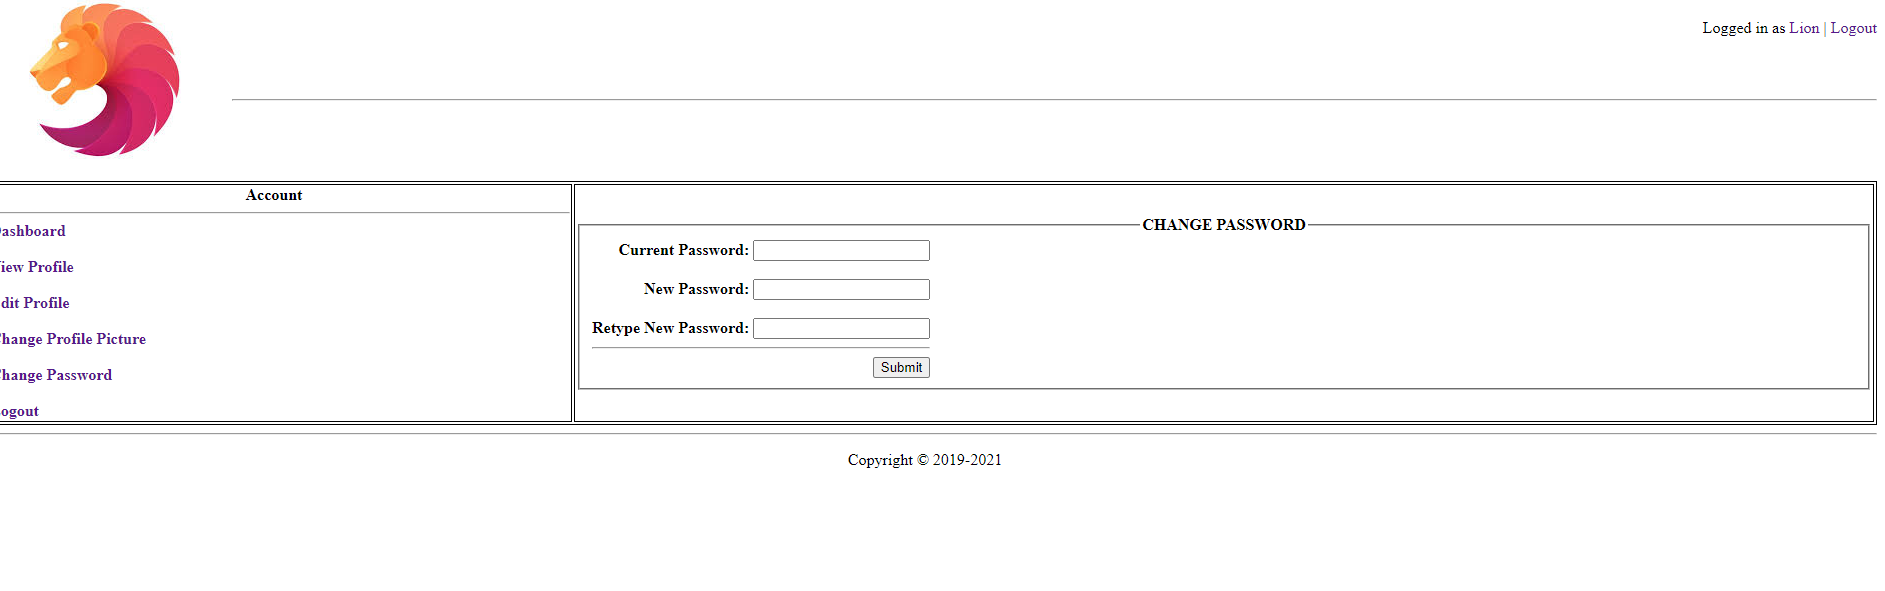 Logged in as Lion | Logout
Account
ashboard
iew Profile
dit Profile
hange Profile Picture
hange Password
ogout
CHANGE PASSWORD
Current Password:
New Password:
Retype New Password:
Submit
Copyright © 2019-2021